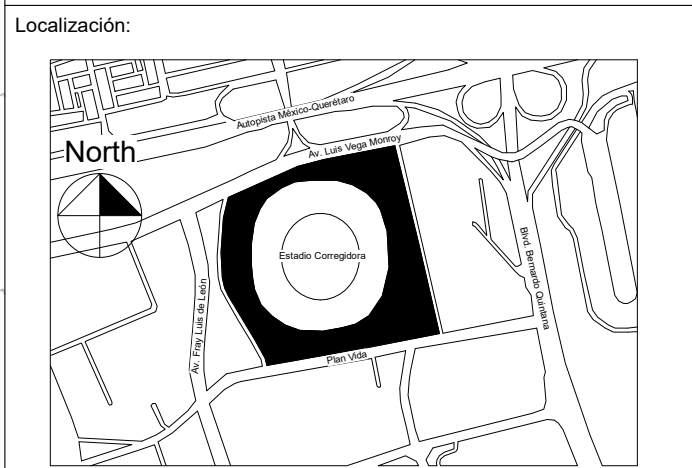 Localización:
Autopista México-Querétaro
North
Av. Luis Vega Monroy
Estadio Corregidora
Blvd. Bernardo Quintana
Av. Fray Luis de León
Plan Vida